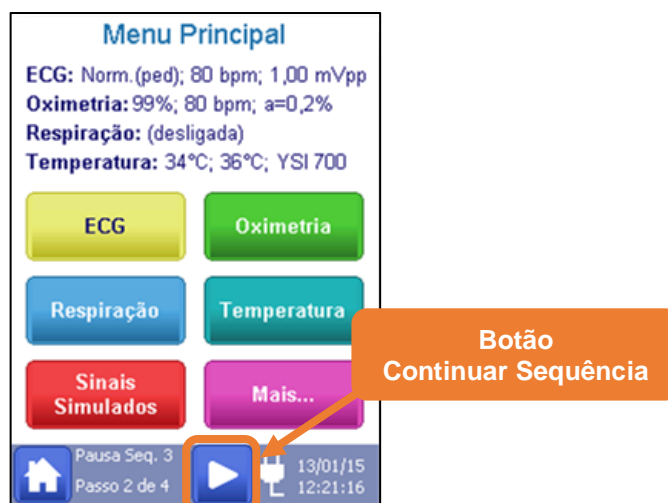 Menu Principal
ECG: Norm.(ped); 80 bpm; 1,00 mVpp
Oximetria: 99%; 80 bpm; a=0,2%
Respiração: (desligada)
Temperatura: 34°C; 36°C; YSI 700
ECG
Oximetria
Respiração
Temperatura
Botão
Continuar Sequência
Sinais
Simulados
Mais...
Pausa Seq. 3
Passo 2 de 4
13/01/15
12:21:16